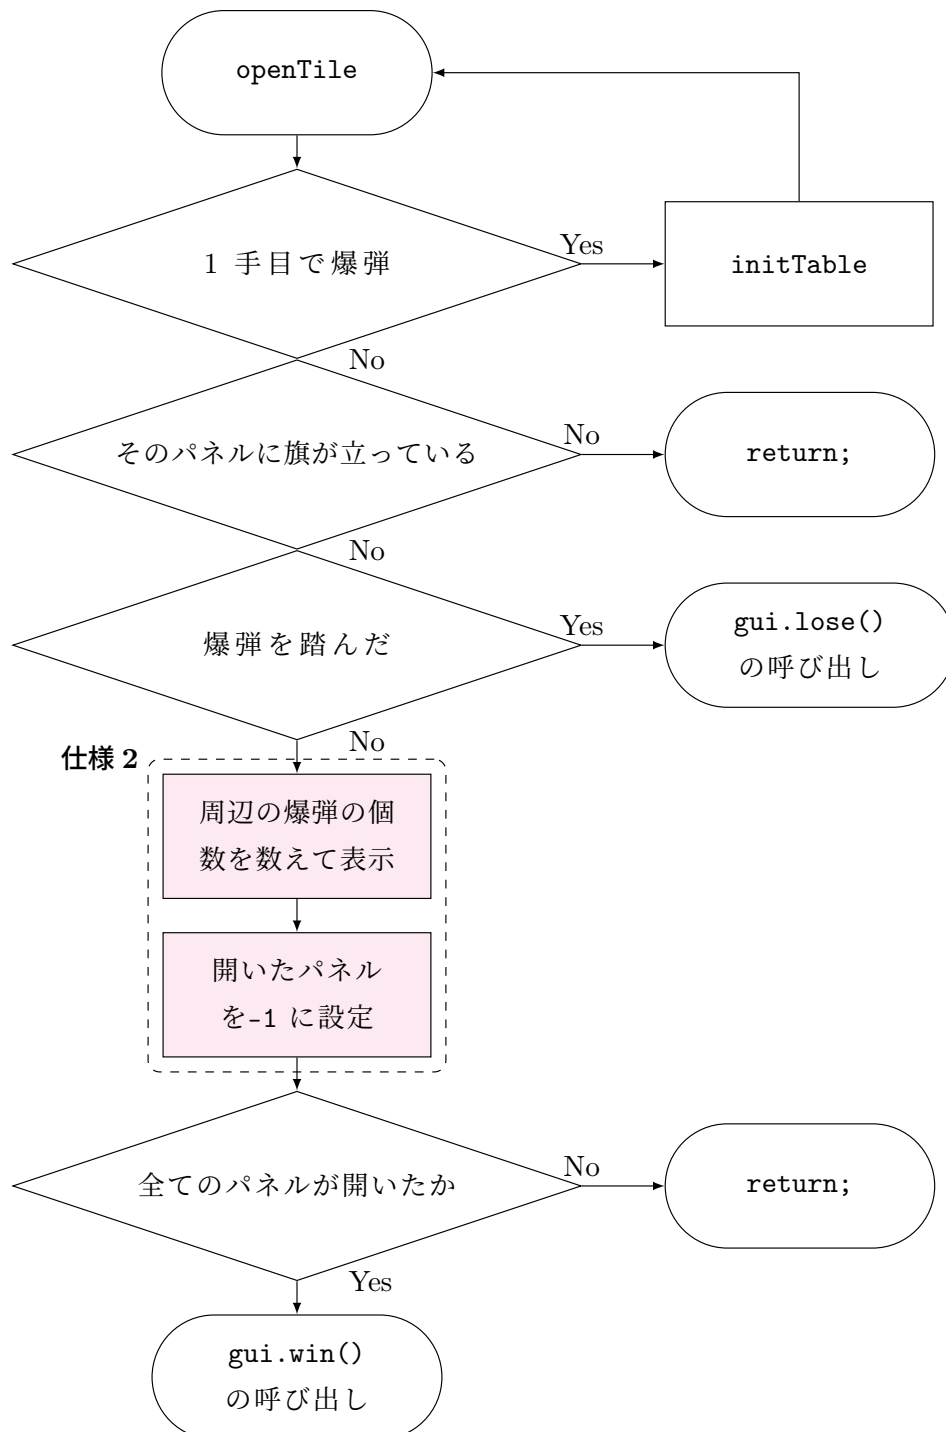 openTile
1 手目で爆弾
Yes
initTable
No
そのパネルに旗が立っている
No
return;
No
爆弾を踏んだ
Yes
gui.lose()
の呼び出し
No
仕様 2
周辺の爆弾の個
数を数えて表示
開いたパネル
を-1 に設定
全てのパネルが開いたか
No
return;
Yes
gui.win()
の呼び出し